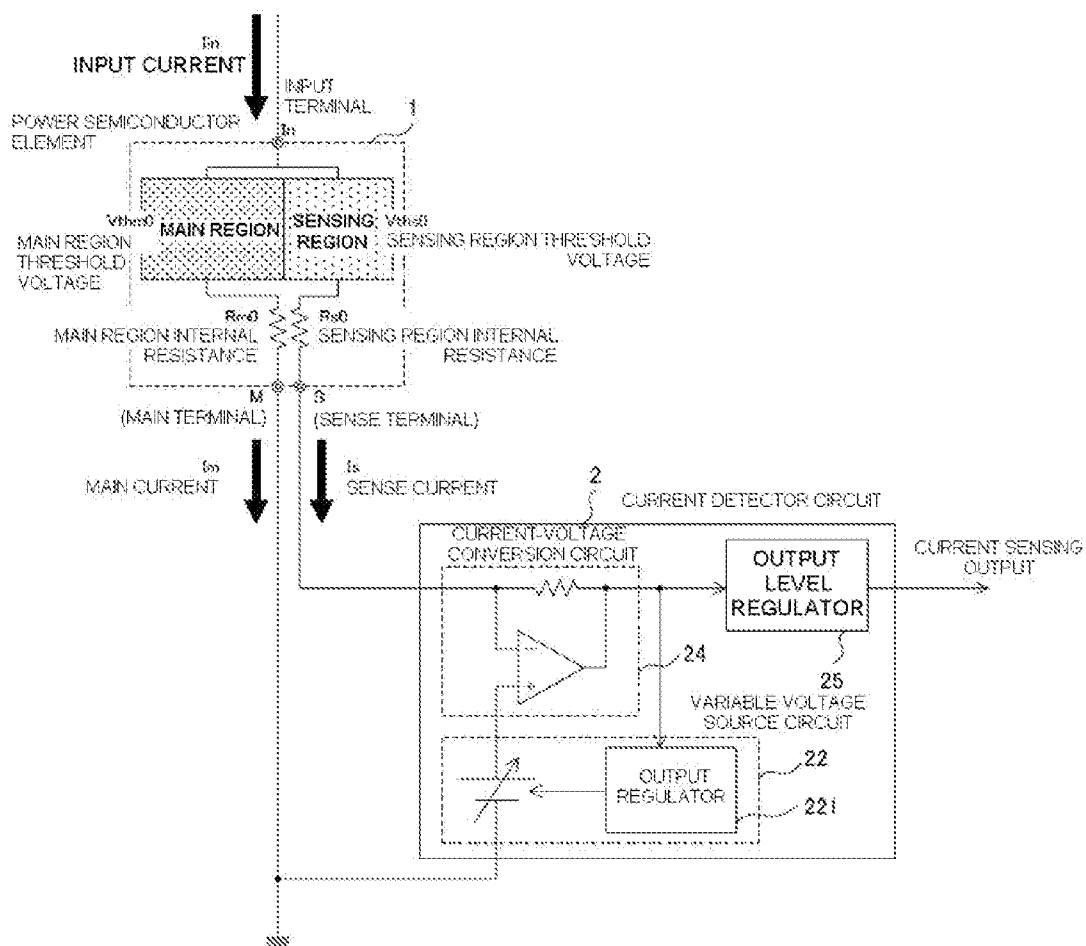 Iin
INPUT CURRENT
INPUT
TERMINAL
In
1
POWER SEMICONDUCTOR
ELEMENT
Vthm0
MAIN REGION
SENSING
REGION
Vths0
MAIN REGION
THRESHOLD
VOLTAGE
SENSING REGION THRESHOLD
VOLTAGE
Rm0
Rs0
MAIN REGION INTERNAL
RESISTANCE
SENSING REGION INTERNAL
RESISTANCE
M
(MAIN TERMINAL)
S
(SENSE TERMINAL)
Im
MAIN CURRENT
Is
SENSE CURRENT
2
CURRENT DETECTOR CIRCUIT
CURRENT-VOLTAGE
CONVERSION CIRCUIT
OUTPUT
LEVEL
REGULATOR
CURRENT SENSING
OUTPUT
−
+
24
25
VARIABLE-VOLTAGE
SOURCE CIRCUIT
22
OUTPUT
REGULATOR
221